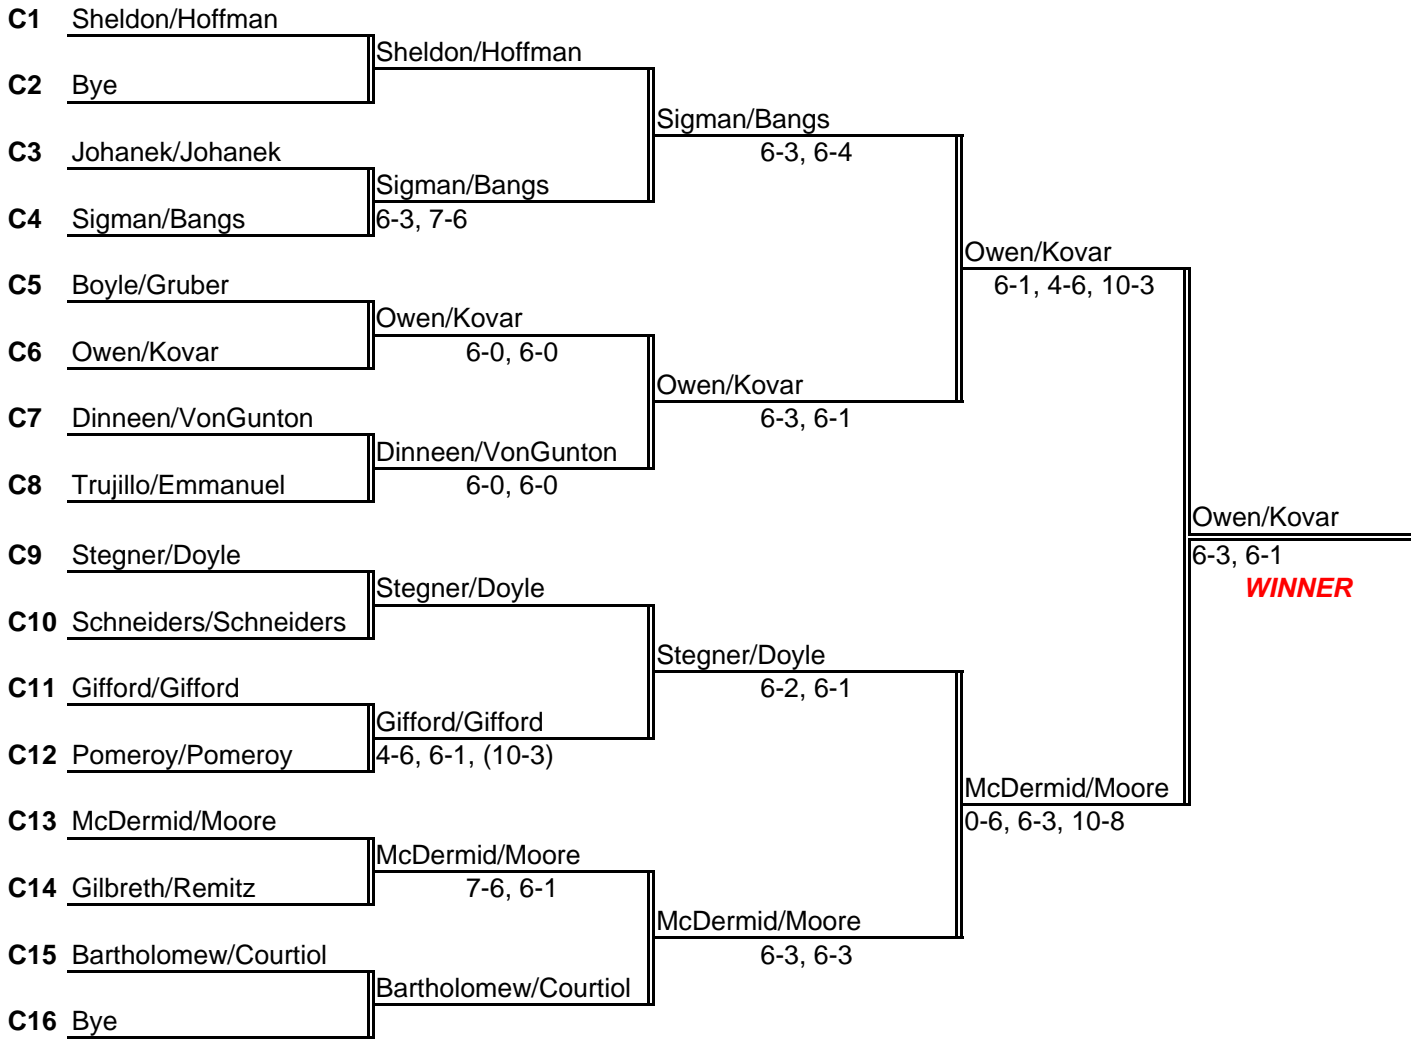 C1 Sheldon/Hoffman
Sheldon/Hoffman
C2 Bye
Sigman/Bangs
C3 Johanek/Johanek
6-3, 6-4
Sigman/Bangs
C4 Sigman/Bangs
6-3, 7-6
Owen/Kovar
C5 Boyle/Gruber
6-1, 4-6, 10-3
Owen/Kovar
C6 Owen/Kovar
6-0, 6-0
Owen/Kovar
C7 Dinneen/VonGunton
6-3, 6-1
Dinneen/VonGunton
C8 Trujillo/Emmanuel
6-0, 6-0
Owen/Kovar
C9 Stegner/Doyle
6-3, 6-1
Stegner/Doyle
WINNER
C10 Schneiders/Schneiders
Stegner/Doyle
C11 Gifford/Gifford
6-2, 6-1
Gifford/Gifford
C12 Pomeroy/Pomeroy
4-6, 6-1, (10-3)
McDermid/Moore
C13 McDermid/Moore
0-6, 6-3, 10-8
McDermid/Moore
C14 Gilbreth/Remitz
7-6, 6-1
McDermid/Moore
C15 Bartholomew/Courtiol
6-3, 6-3
Bartholomew/Courtiol
C16 Bye